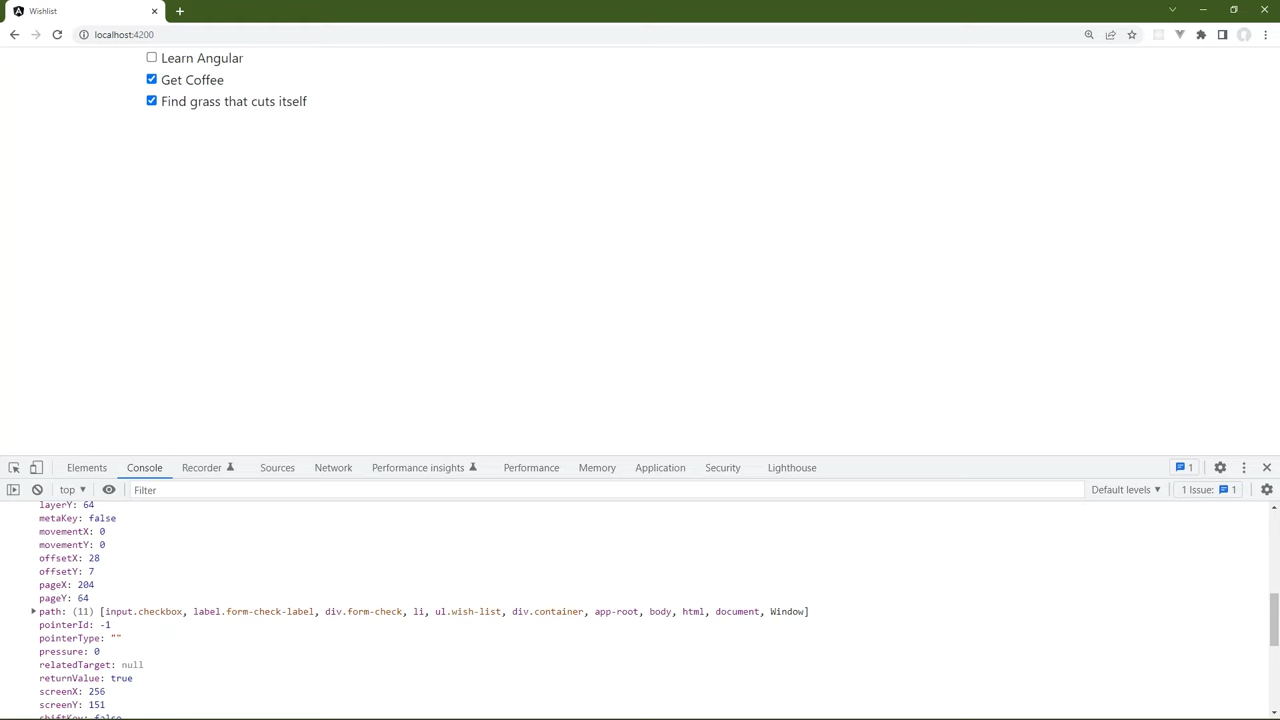 Wishlist
localhost:4200
Learn Angular
Get Coffee
Find grass that cuts itself
Elements Console Recorder Sources Network Performance insights Performance Memory Application Security Lighthouse 1
top Filter Default levels 1 Issue: 1
layerY: 64
metaKey: false
movementX: 0
movementY: 0
offsetX: 28
offsetY: 7
pageX: 204
pageY: 64
path: (11) [input.checkbox, label.form-check-label, div.form-check, li, ul.wish-list, div.container, app-root, body, html, document, Window]
pointerId: -1
pointerType: ""
pressure: 0
relatedTarget: null
returnValue: true
screenX: 256
screenY: 151
shiftKey: false